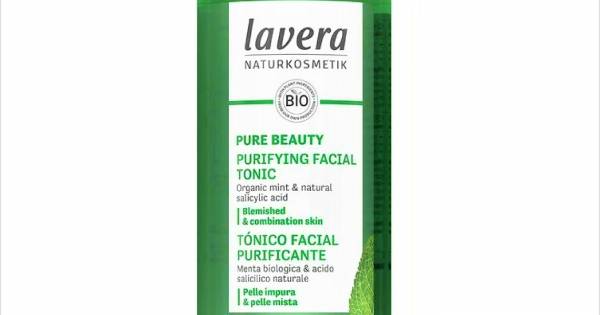 lavera
NATURKOSMETIK
BIO
PURE BEAUTY
PURIFYING FACIAL
TONIC
Organic mint & natural
salicylic acid
Blemished
& combination skin
TÓNICO FACIAL
PURIFICANTE
Menta biologica & acido
salicilico naturale
Pelle impura
& pelle mista